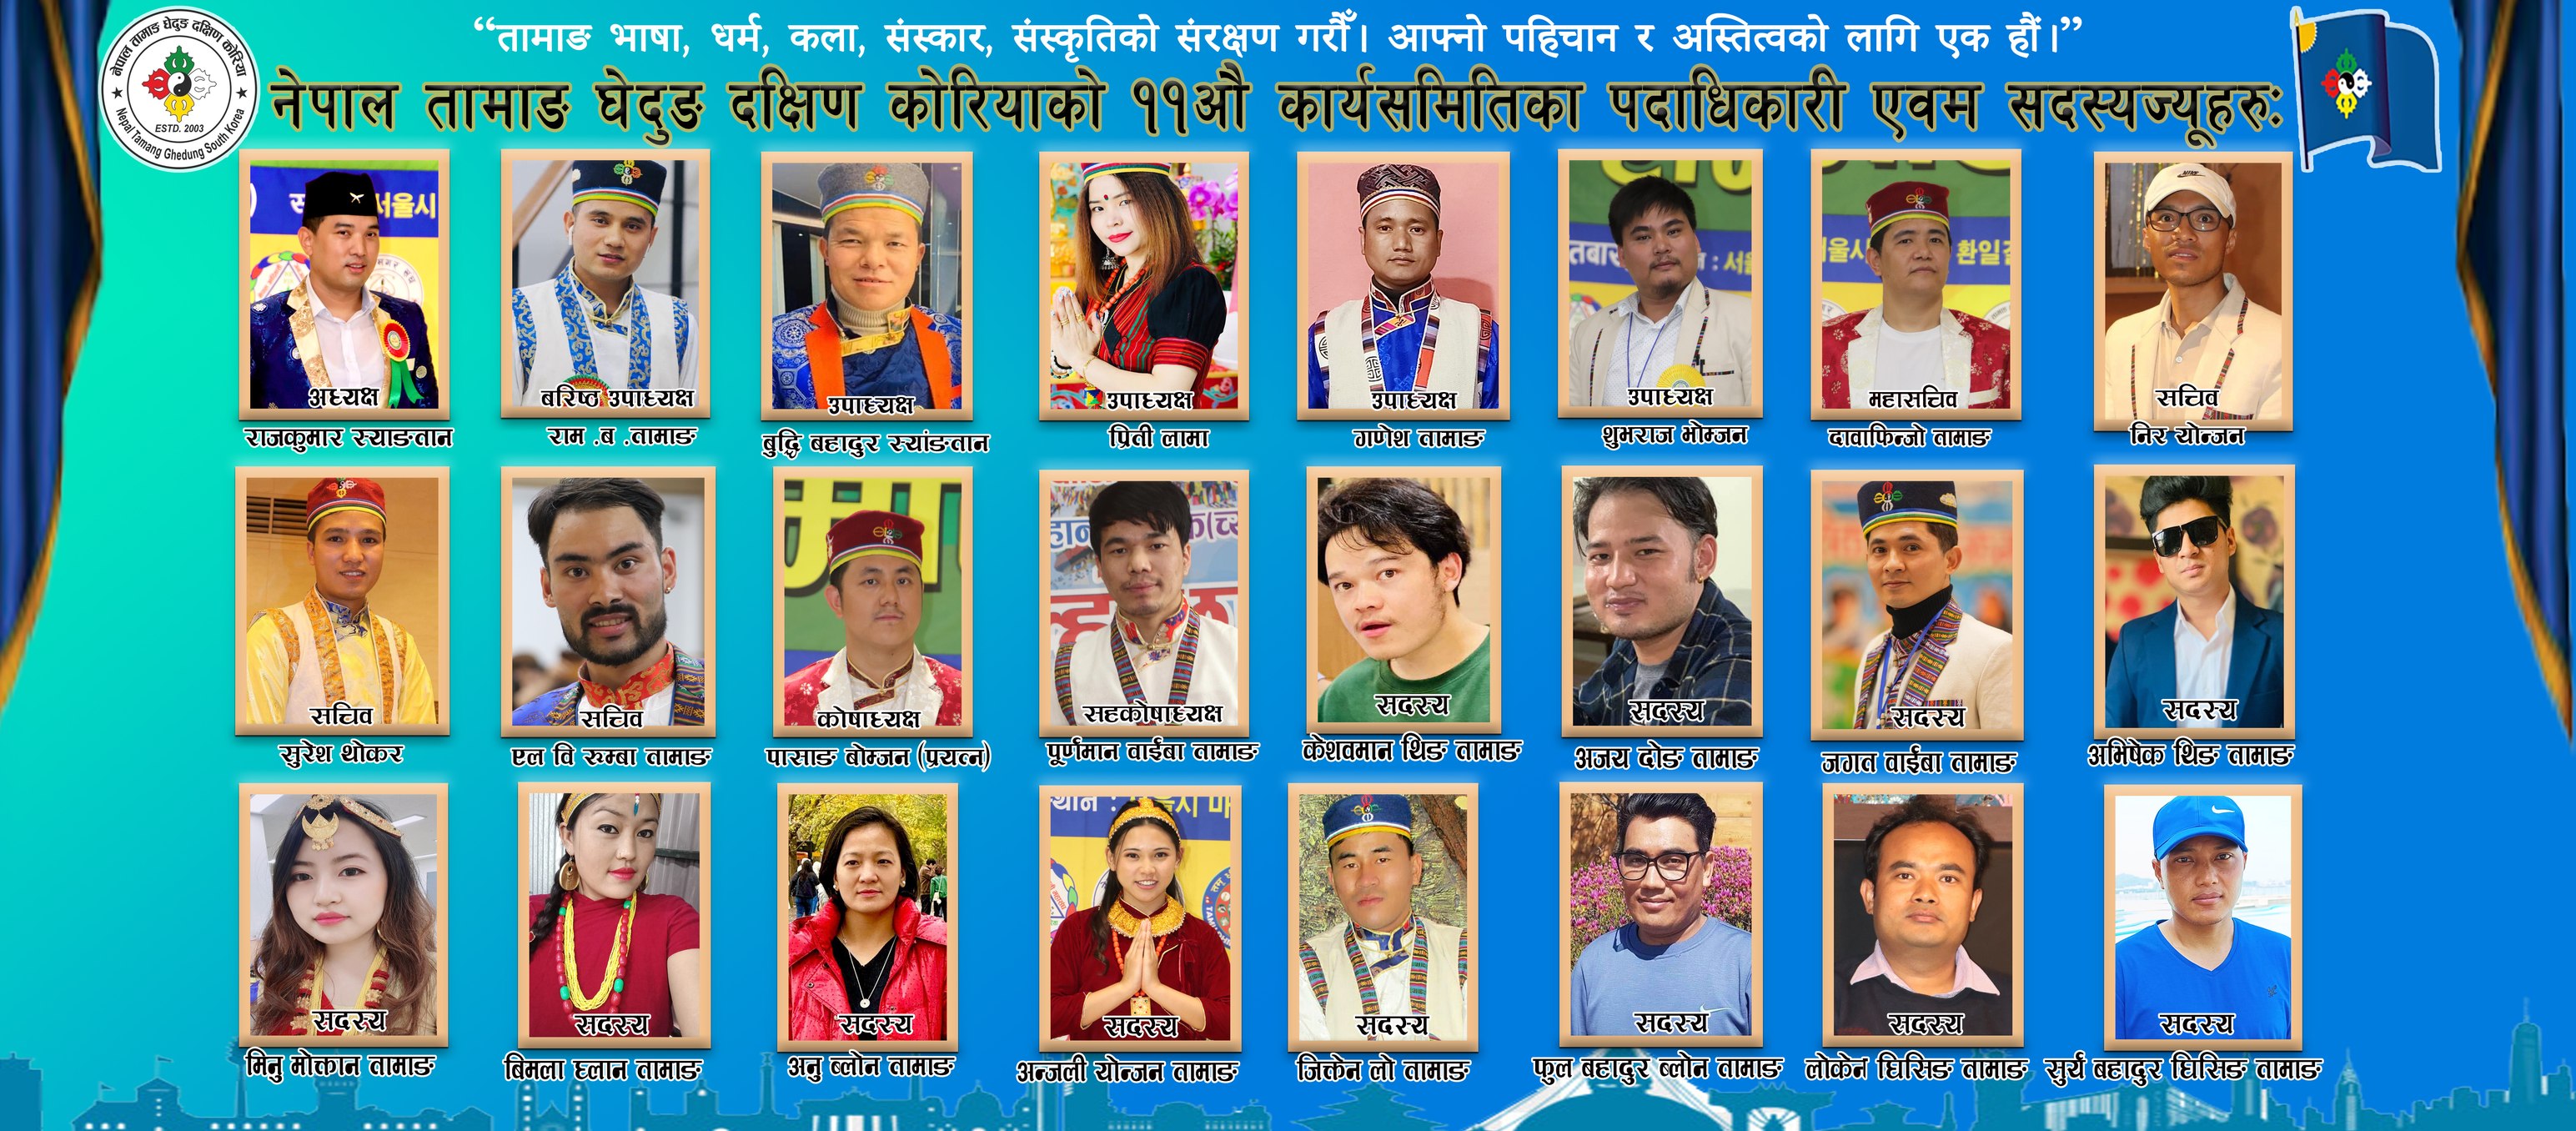 “तामाङ भाषा, धर्म, कला, संस्कार, संस्कृतिको संरक्षण गरौँ। आफ्नो पहिचान र अस्तित्वको लागि एक हौं।”
नेपाल तामाङ घेदुङ दक्षिण कोरियाको ११औ कार्यसमितिका पदाधिकारी एवम सदस्यज्यूहरुः
नेपाल तामाङ घेदुङ दक्षिण कोरिया
ESTD. 2003
Nepal Tamang Ghedung South Korea
서울시
अध्यक्ष
राजकुमार स्याङतान
बरिष्ठ उपाध्यक्ष
राम .ब .तामाङ
उपाध्यक्ष
बुद्धि बहादुर स्यांङतान
उपाध्यक्ष
प्रिती लामा
उपाध्यक्ष
गणेश तामाङ
उपाध्यक्ष
शुभराज भोम्जन
महासचिव
दावाफिन्जो तामाङ
सचिव
निर योन्जन
सचिव
सुरेश थोकर
सचिव
एल वि रुम्बा तामाङ
कोषाध्यक्ष
पासाङ बोम्जन (प्रयत्न)
सहकोषाध्यक्ष
पूर्णमान वाईबा तामाङ
सदस्य
केशवमान थिङ तामाङ
सदस्य
अजय दोङ तामाङ
सदस्य
जगत वाईबा तामाङ
सदस्य
अभिषेक थिङ तामाङ
सदस्य
मिनु मोक्तान तामाङ
सदस्य
बिमला घ्लान तामाङ
सदस्य
अनु ब्लोन तामाङ
सदस्य
अन्जली योन्जन तामाङ
सदस्य
जिक्तेन लो तामाङ
सदस्य
फुल बहादुर ब्लोन तामाङ
सदस्य
लोक्रेन घिसिङ तामाङ
सदस्य
सुर्य बहादुर घिसिङ तामाङ